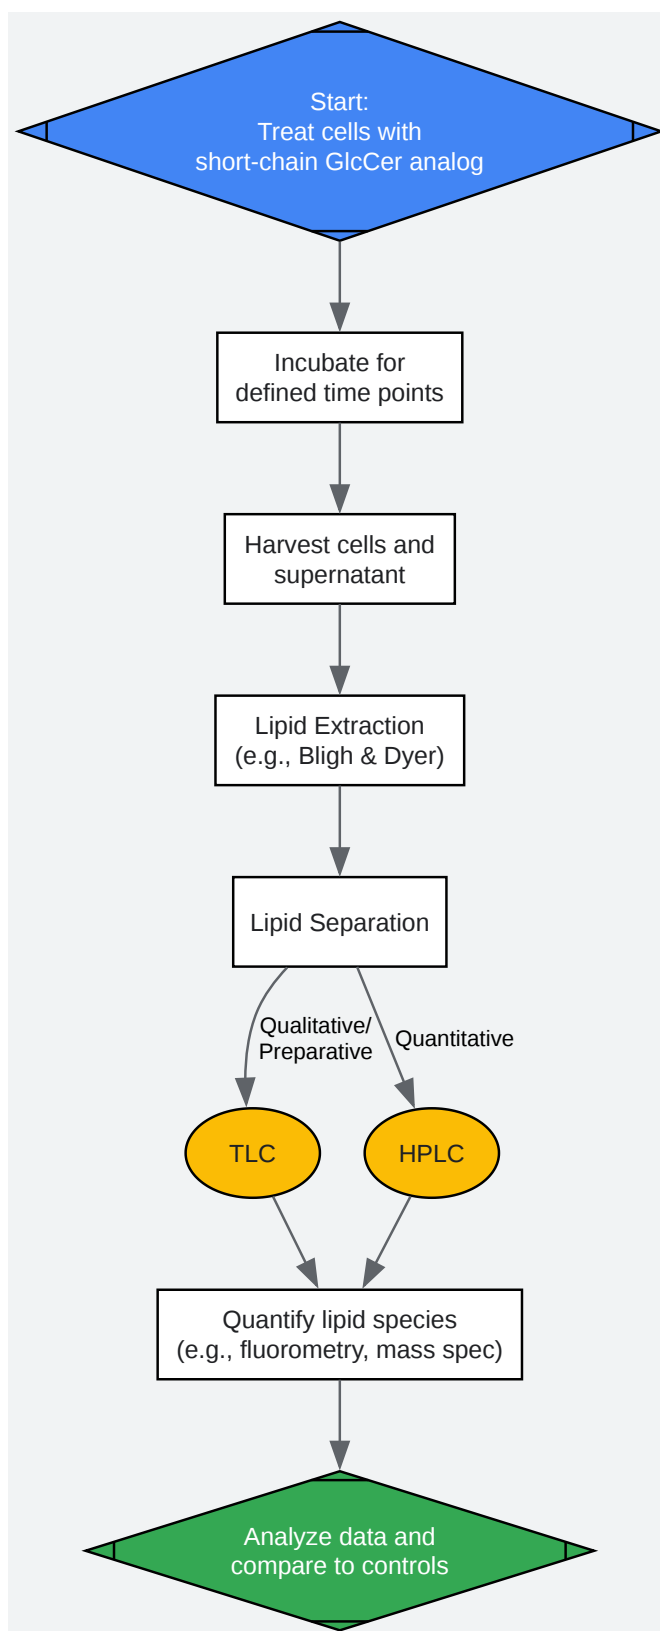 Start:
Treat cells with
short-chain GlcCer analog
Incubate for
defined time points
Harvest cells and
supernatant
Lipid Extraction
(e.g., Bligh & Dyer)
Lipid Separation
Qualitative/
Preparative
Quantitative
TLC
HPLC
Quantify lipid species
(e.g., fluorometry, mass spec)
Analyze data and
compare to controls